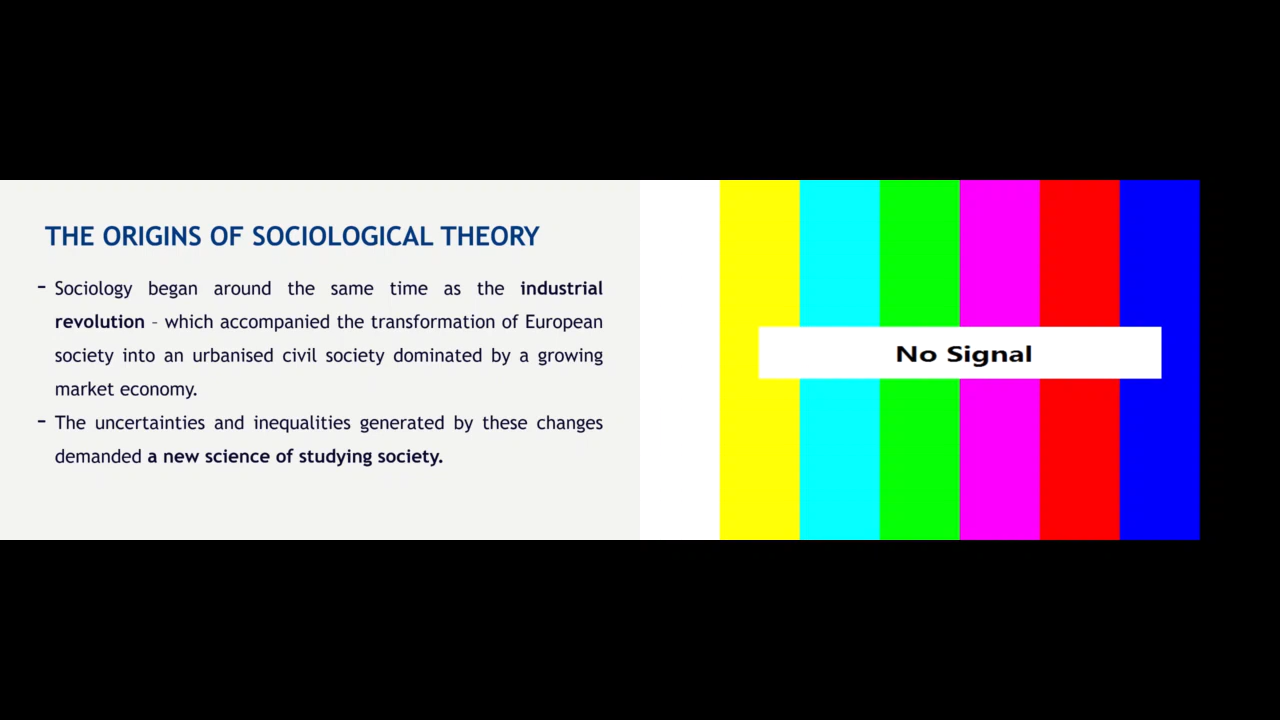 THE ORIGINS OF SOCIOLOGICAL THEORY
- Sociology began around the same time as the industrial
revolution – which accompanied the transformation of European
society into an urbanised civil society dominated by a growing
market economy.
- The uncertainties and inequalities generated by these changes
demanded a new science of studying society.
No Signal